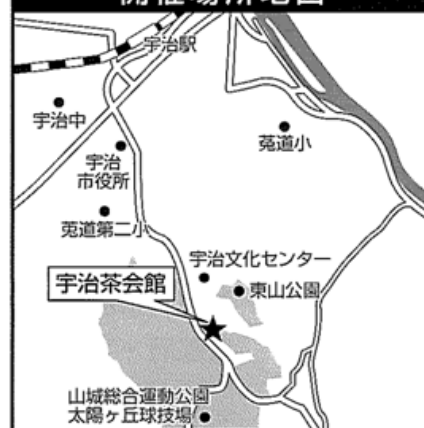 開催場所地図
宇治駅
宇治中
宇治
市役所
菟道小
菟道第二小
宇治文化センター
東山公園
宇治茶会館
山城総合運動公園
太陽ヶ丘球技場